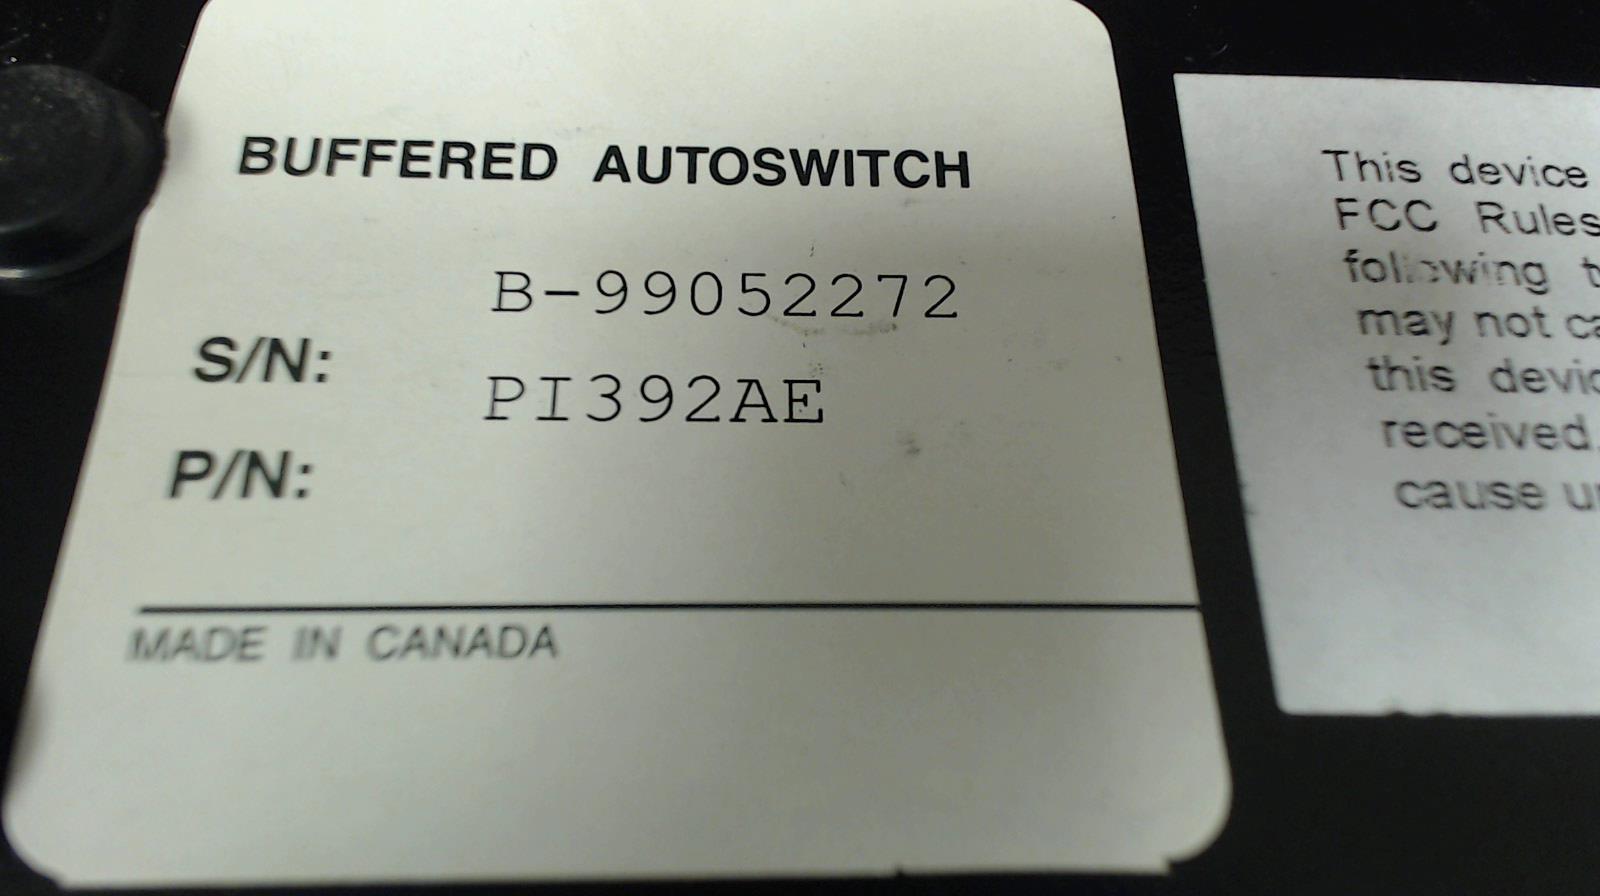 BUFFERED AUTOSWITCH
B-99052272
S/N:
PI392AE
P/N:
MADE IN CANADA
This device
FCC Rules
following
may not
this
received.
cause